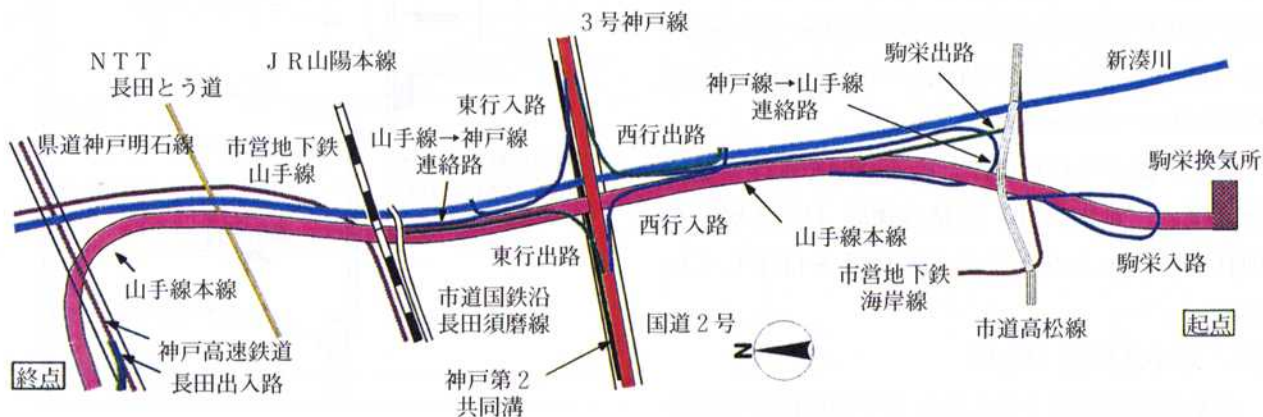 3号神戸線
NTT
長田とう道
JR山陽本線
駒栄出路
新湊川
神戸線→山手線
連絡路
東行入路
西行出路
県道神戸明石線
市営地下鉄
山手線
山手線→神戸線
連絡路
駒栄換気所
西行入路
山手線本線
東行出路
駒栄入路
山手線本線
市営地下鉄
海岸線
市道国鉄沿
長田須磨線
国道2号
市道高松線
起点
神戸高速鉄道
長田出入路
終点
N
神戸第2
共同溝